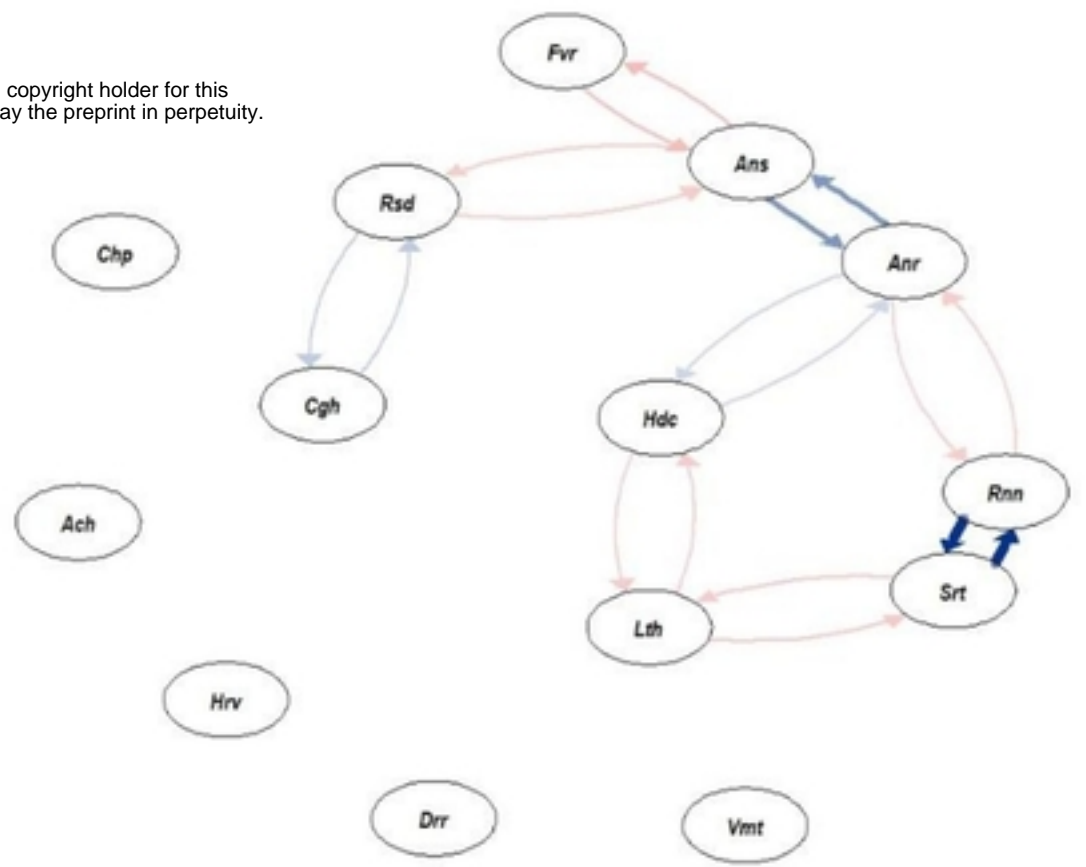 Fvr
copyright holder for this
ay the preprint in perpetuity.
Ans
Rsd
Chp
Anr
Cgh
Hdc
Rnn
Ach
Srt
Lth
Hrv
Drr
Vmt